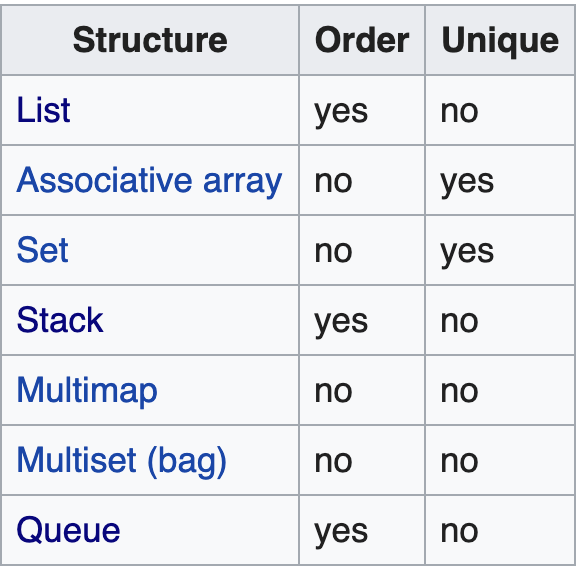 Structure Order Unique
List yes no
Associative array no yes
Set no yes
Stack yes no
Multimap no no
Multiset (bag) no no
Queue yes no